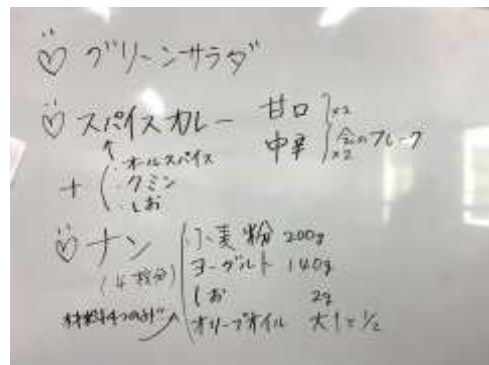 ♡ グリーンサラダ
♡ スパイスカレー 甘口 ×2
中辛 ×2 のフレーク
↑
+ ( ・オールスパイス
・クミン
・しお
♡ ナン
(4枚分)
小麦粉 200g
ヨーグルト 140g
しお 2g
オリーブオイル 大1と1/2
材料4つのみ!!